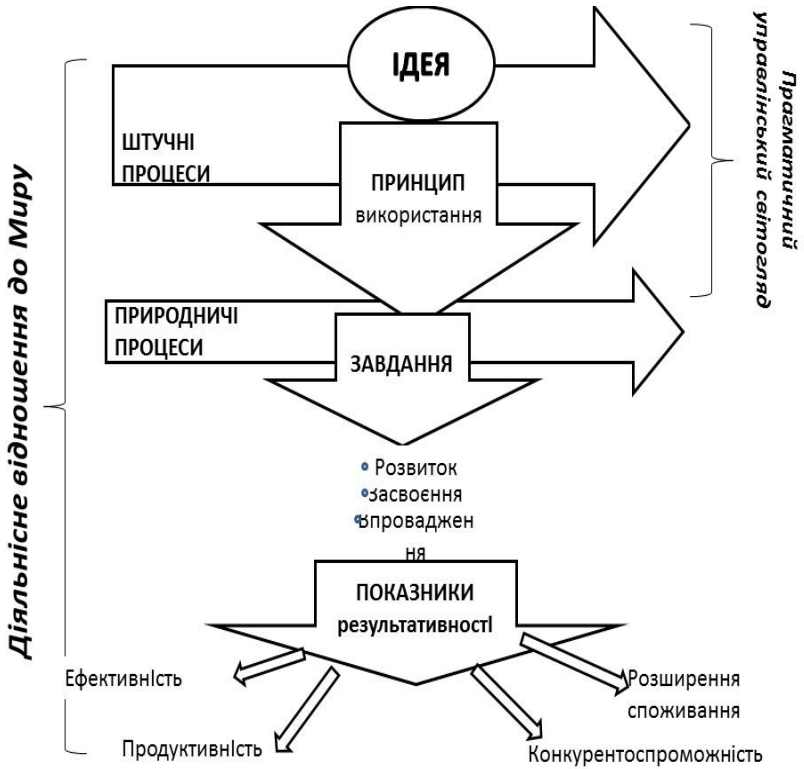 ІДЕЯ
ШТУЧНІ
ПРОЦЕСИ
ПРИНЦИП
використання
ПРИРОДНИЧІ
ПРОЦЕСИ
ЗАВДАННЯ
Розвиток
Засвоєння
Впроваджен
ня
ПОКАЗНИКИ
результативності
Ефективність
Продуктивність
Конкурентоспроможність
Розширення
споживання
Діяльнісне відношення до Миру
Прагматичний
управлінський світогляд